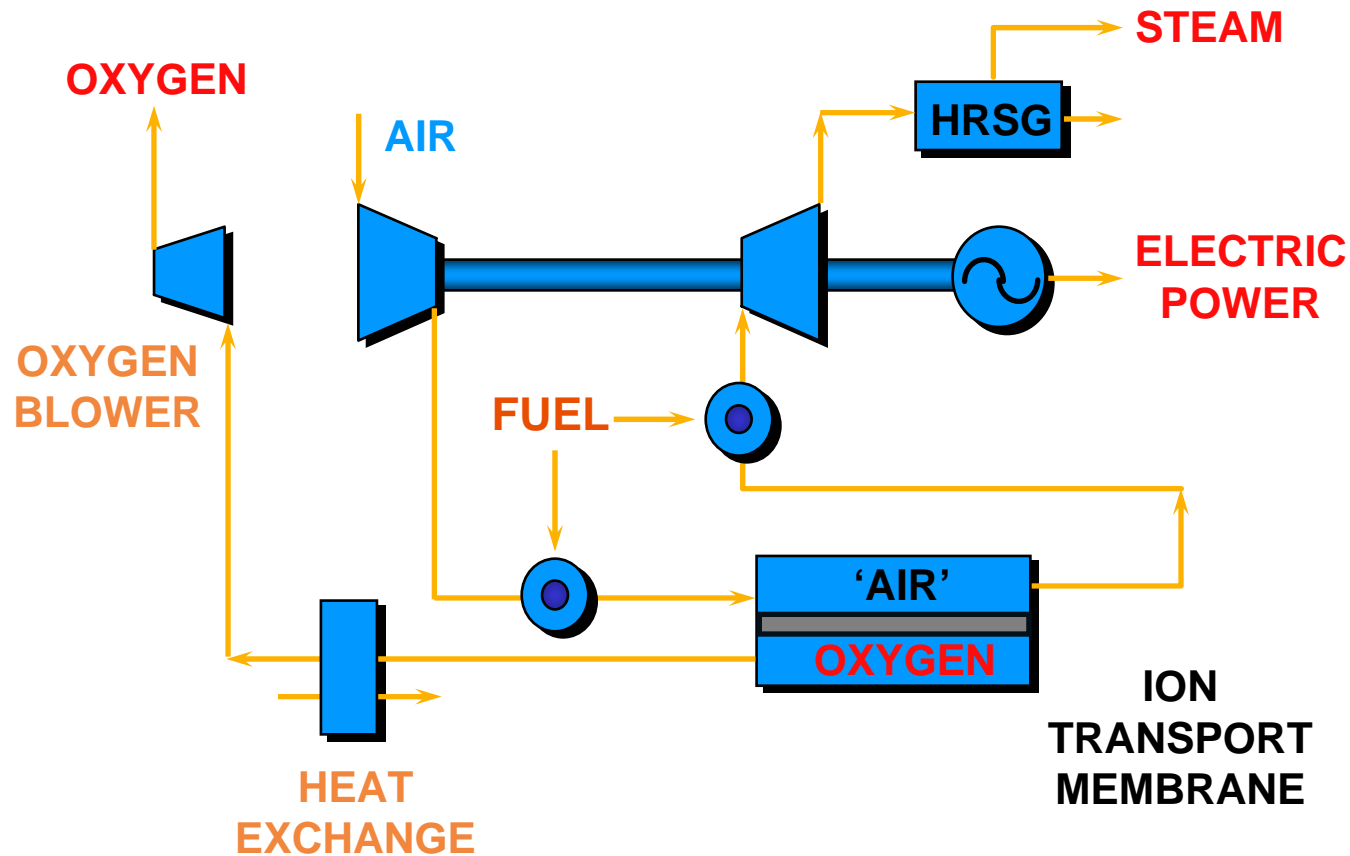 STEAM
OXYGEN
HRSG
AIR
ELECTRIC
POWER
OXYGEN
BLOWER
FUEL
‘AIR’
OXYGEN
ION
TRANSPORT
MEMBRANE
HEAT
EXCHANGE